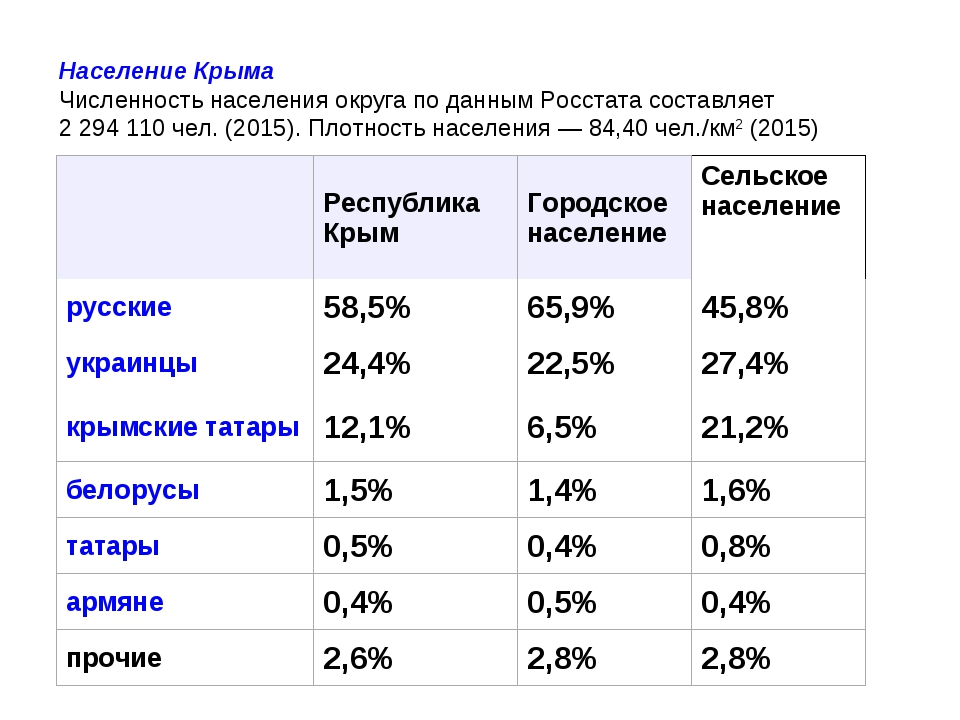 Население Крыма
Численность населения округа по данным Росстата составляет
2 294 110 чел. (2015). Плотность населения — 84,40 чел./км² (2015)
Республика Крым Городское население Сельское население
русские 58,5% 65,9% 45,8%
украинцы 24,4% 22,5% 27,4%
крымские татары 12,1% 6,5% 21,2%
белорусы 1,5% 1,4% 1,6%
татары 0,5% 0,4% 0,8%
армяне 0,4% 0,5% 0,4%
прочие 2,6% 2,8% 2,8%